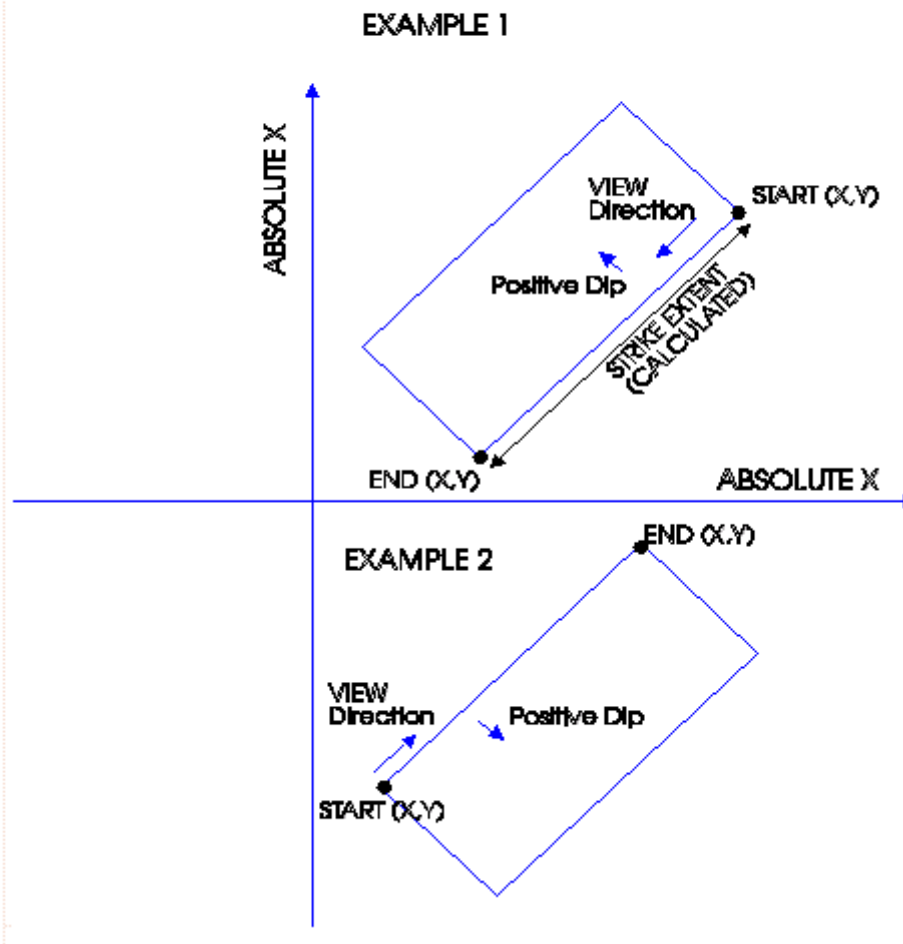 EXAMPLE 1
ABSOLUTE X
VIEW
Direction
START (X,Y)
Positive Dip
STRIKE EXTENT
(CALCULATED)
END (X,Y)
ABSOLUTE X
END (X,Y)
EXAMPLE 2
VIEW
Direction
Positive Dip
START (X,Y)